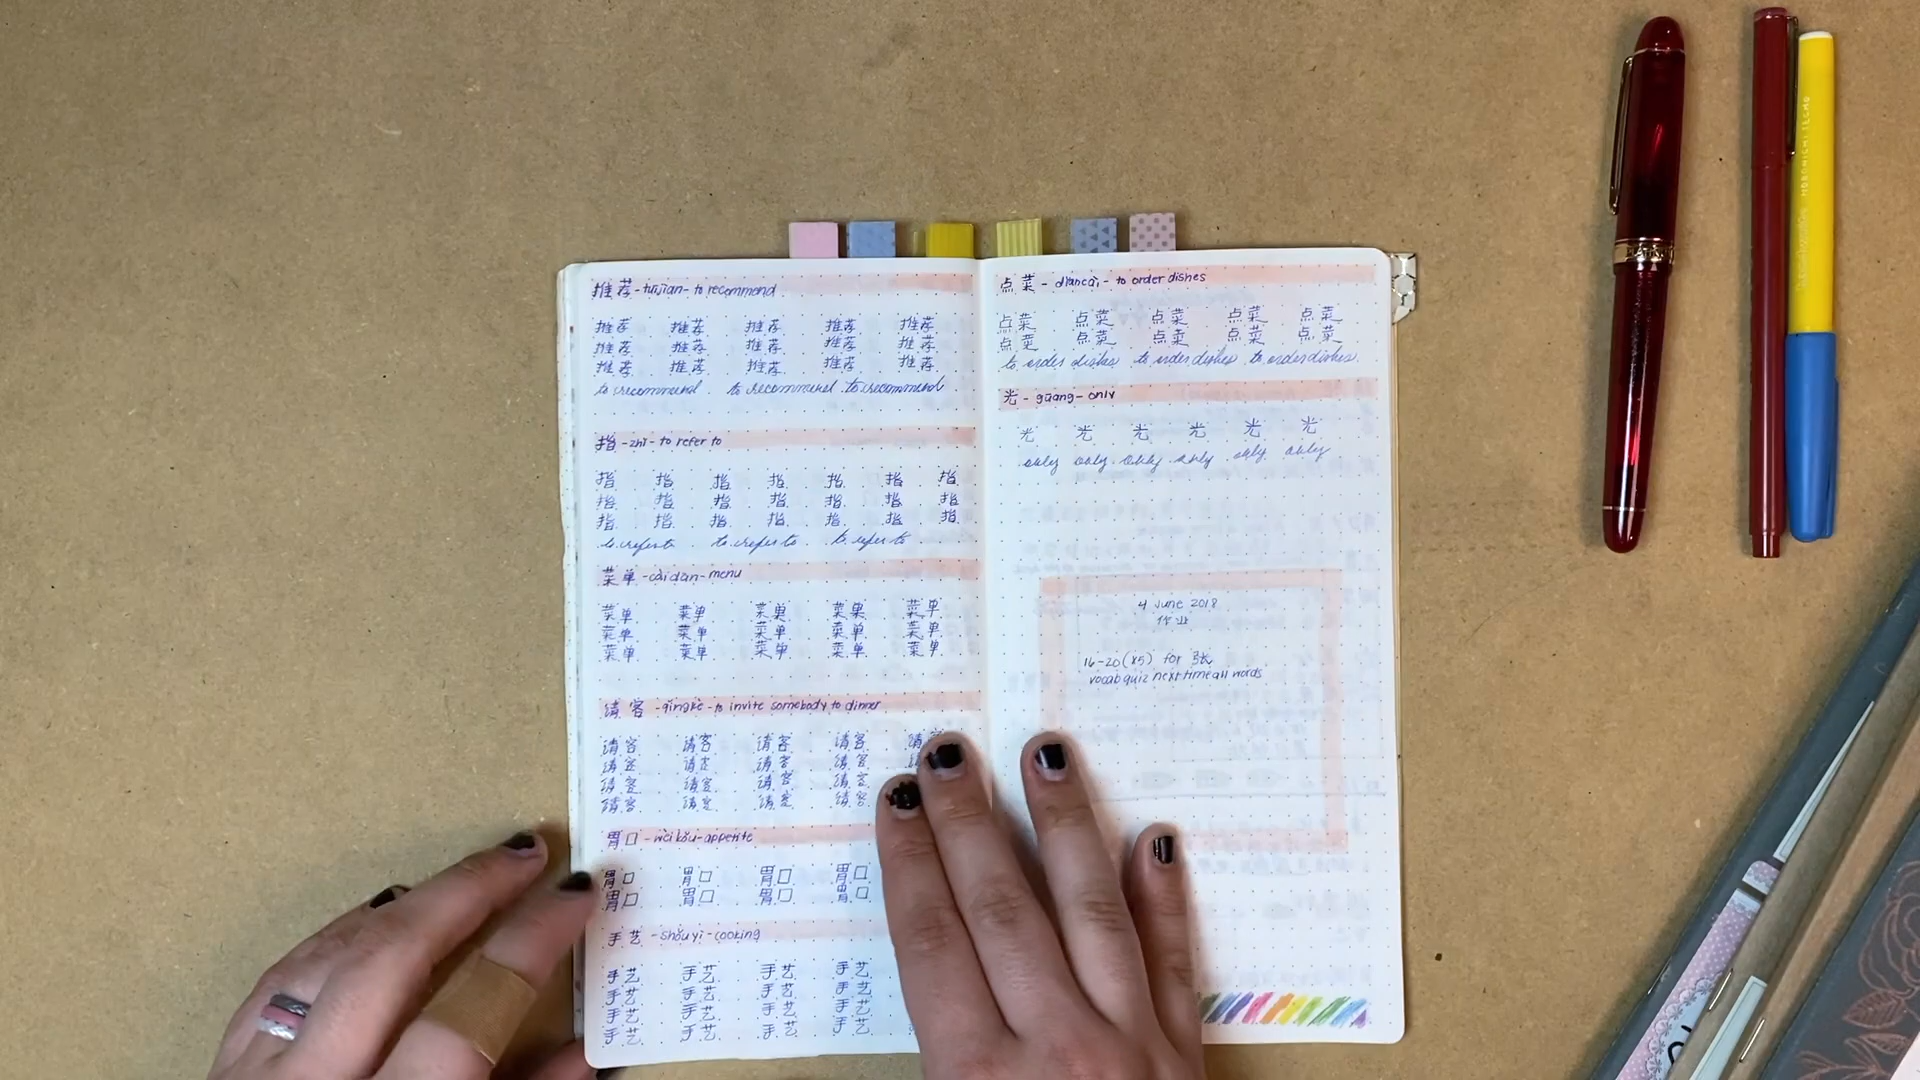 推荐 - tuījiàn - to recommend
推荐 推荐 推荐 推荐 推荐
推荐 推荐 推荐 推荐 推荐
推荐 推荐 推荐 推荐 推荐
to recommend. to recommend to recommend
指 - zhǐ - to refer to
指 指 指 指 指 指 指
指 指 指 指 指 指 指
指 指 指 指 指 指 指
to refer to. to refer to. to refer to
菜单 - càidān - menu
菜单 菜单 菜单 菜单 菜单
菜单 菜单 菜单 菜单 菜单
菜单 菜单 菜单 菜单 菜单
请客 - qǐngkè - to invite somebody to dinner
请客 请客 请客 请客 请
请客 请客 请客 请客
请客 请客 请客 请客
请客 请客 请客 请客
胃口 - wèikǒu - appetite
胃口 胃口 胃口 胃口
胃口 胃口 胃口 胃口
手艺 - shǒuyì - cooking
手艺 手艺 手艺 手艺
手艺 手艺 手艺 手艺
手艺 手艺 手艺 手艺
手艺 手艺 手艺 手艺
点菜 - diǎncài - to order dishes
点菜 点菜 点菜 点菜 点菜
点菜 点菜 点菜 点菜 点菜
to order dishes to order dishes to order dishes.
光 - guāng - only
光 光 光 光 光 光
only only only only only only
4 June 2018
作业
16-20 (x5) for 3
vocab quiz next time all words
HOBONICHI TECHO